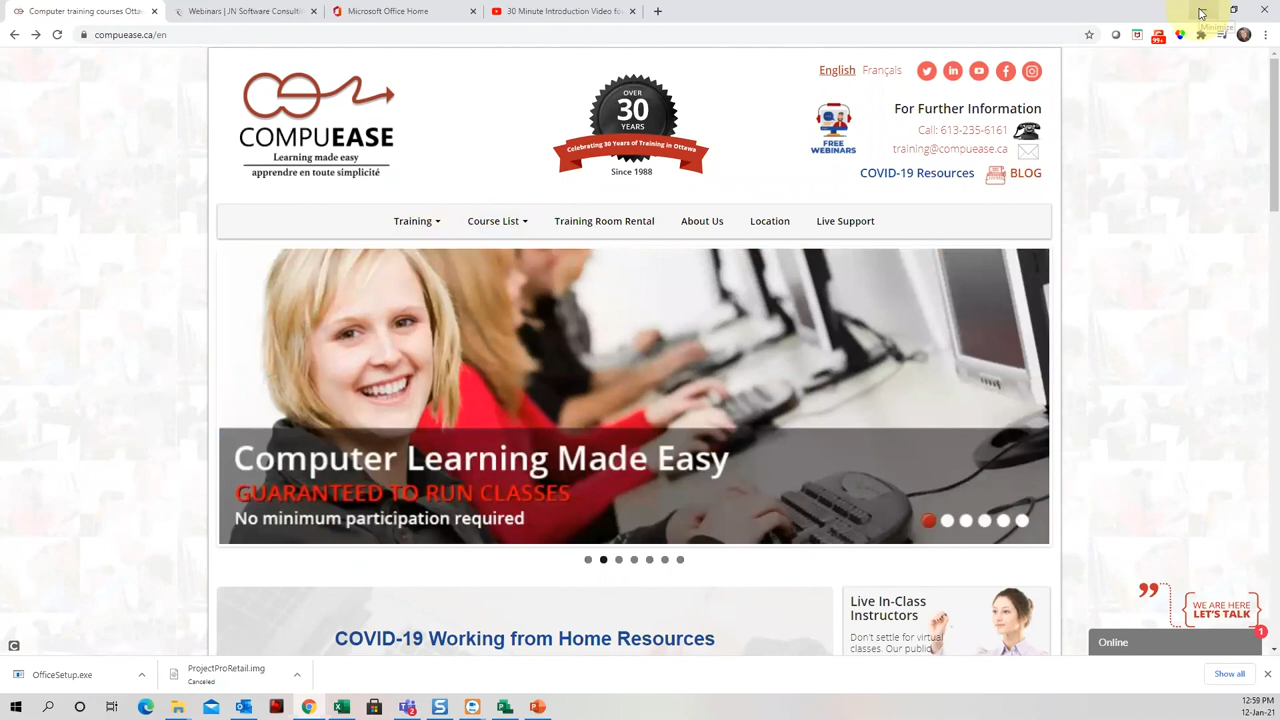 Computer training courses Ottaw
Webinars | JN Software Consulti
Microsoft Office Home
30 Minute Introduction Video fo
Minimize
compuease.ca/en
99+
English Français
COMPUEASE
Learning made easy
apprendre en toute simplicité
OVER
30
YEARS
Celebrating 30 Years of Training in Ottawa
Since 1988
FREE
WEBINARS
For Further Information
Call: 613-235-6161
training@compuease.ca
COVID-19 Resources
BLOG
Training
Course List
Training Room Rental
About Us
Location
Live Support
Computer Learning Made Easy
GUARANTEED TO RUN CLASSES
No minimum participation required
COVID-19 Working from Home Resources
Live In-Class
Instructors
Don't settle for virtual
classes. Our public
WE ARE HERE
LET'S TALK
Online
1
OfficeSetup.exe
ProjectProRetail.img
Canceled
Show all
12:59 PM
12-Jan-21